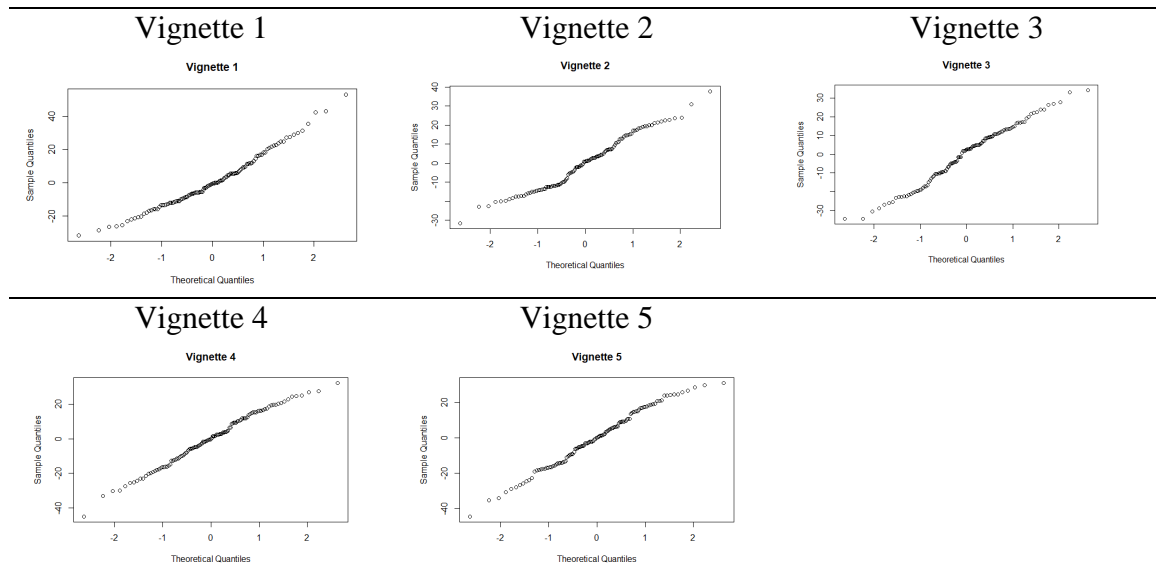 Vignette 1 Vignette 2 Vignette 3
Vignette 1 Vignette 2 Vignette 3
Sample Quantiles
-20 0 20 40
-2 -1 0 1 2
Theoretical Quantiles
Sample Quantiles
-30 -10 0 10 20 30 40
-2 -1 0 1 2
Theoretical Quantiles
Sample Quantiles
-30 -10 0 10 20 30
-2 -1 0 1 2
Theoretical Quantiles
Vignette 4 Vignette 5
Vignette 4 Vignette 5
Sample Quantiles
-40 -20 0 20
-2 -1 0 1 2
Theoretical Quantiles
Sample Quantiles
-40 -20 0 20
-2 -1 0 1 2
Theoretical Quantiles